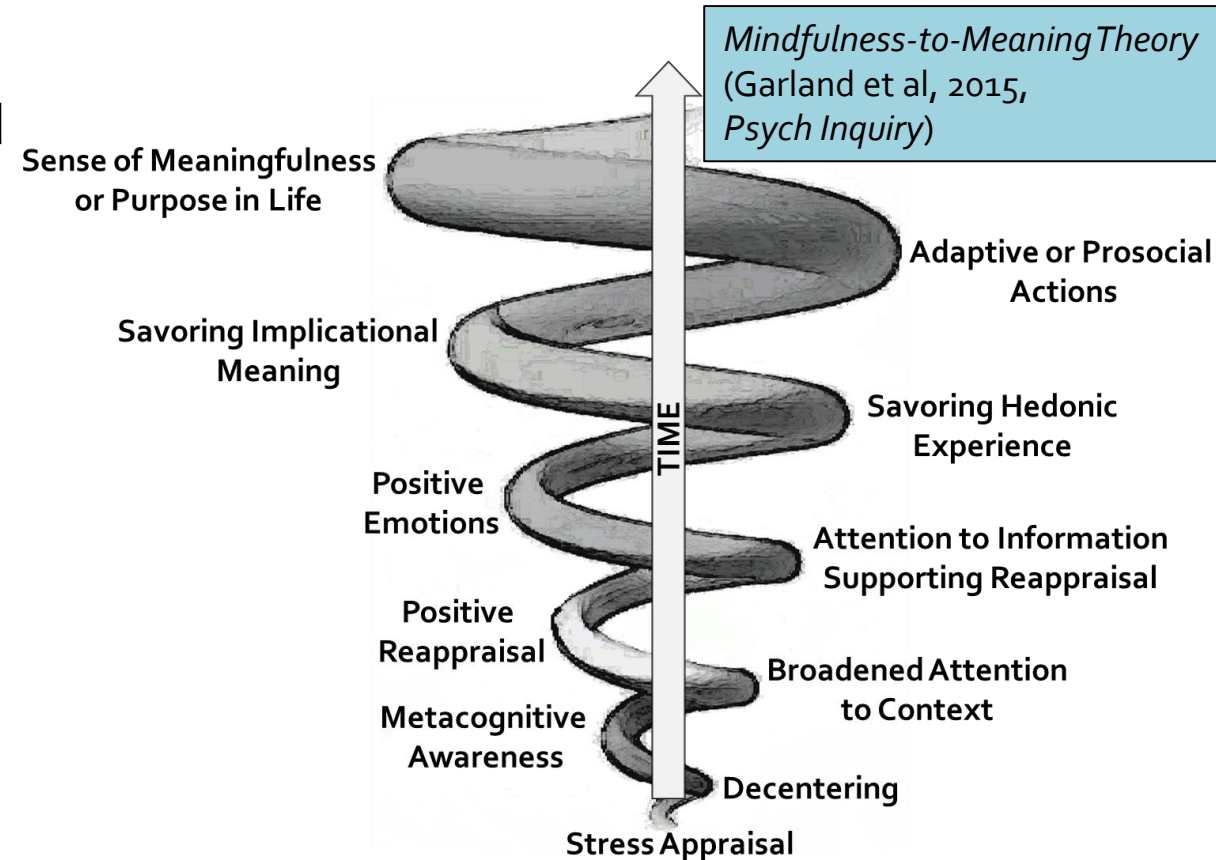 Mindfulness-to-Meaning Theory
(Garland et al, 2015,
Psych Inquiry)
Sense of Meaningfulness
or Purpose in Life
Adaptive or Prosocial
Actions
Savoring Implicational
Meaning
Savoring Hedonic
Experience
TIME
Positive
Emotions
Attention to Information
Supporting Reappraisal
Positive
Reappraisal
Broadened Attention
to Context
Metacognitive
Awareness
Decentering
Stress Appraisal